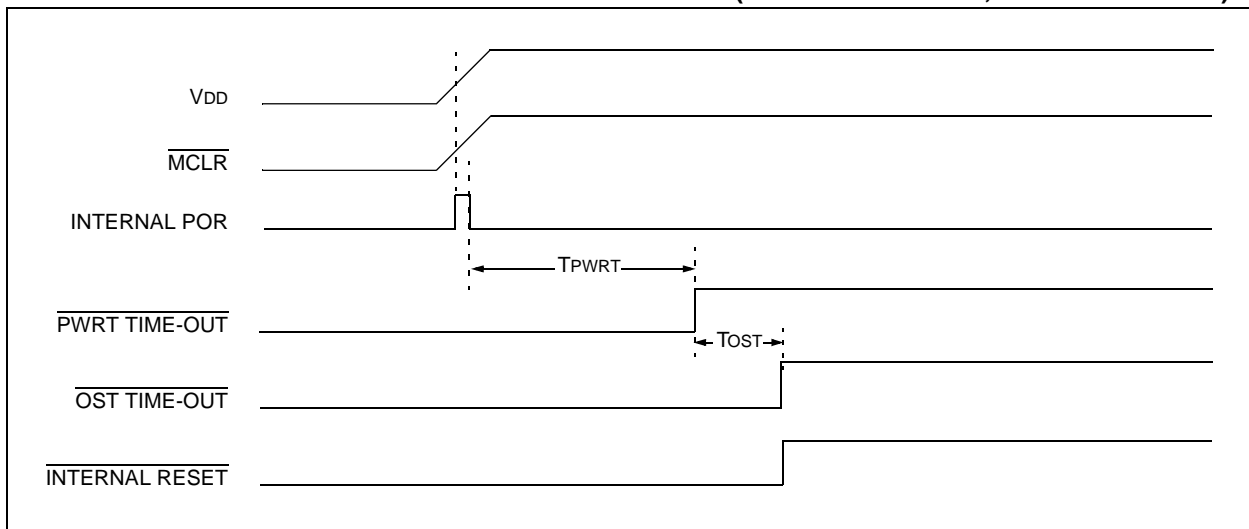 VDD
MCLR
INTERNAL POR
TPWRT
PWRT TIME-OUT
TOST
OST TIME-OUT
INTERNAL RESET